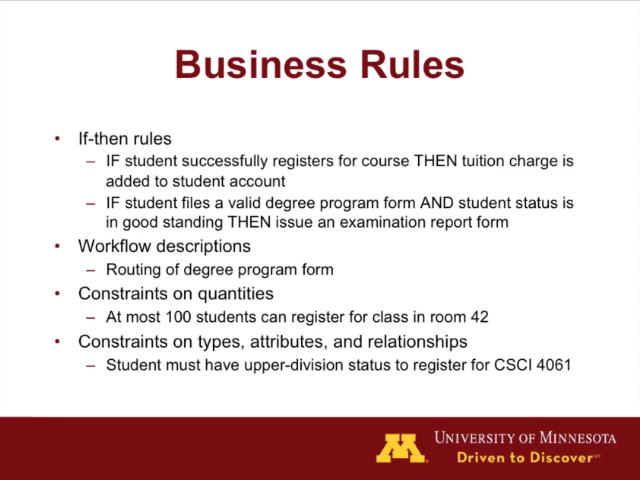 Business Rules
• If-then rules
– IF student successfully registers for course THEN tuition charge is
added to student account
– IF student files a valid degree program form AND student status is
in good standing THEN issue an examination report form
• Workflow descriptions
– Routing of degree program form
• Constraints on quantities
– At most 100 students can register for class in room 42
• Constraints on types, attributes, and relationships
– Student must have upper-division status to register for CSCI 4061
M
UNIVERSITY OF MINNESOTA
Driven to Discover℠